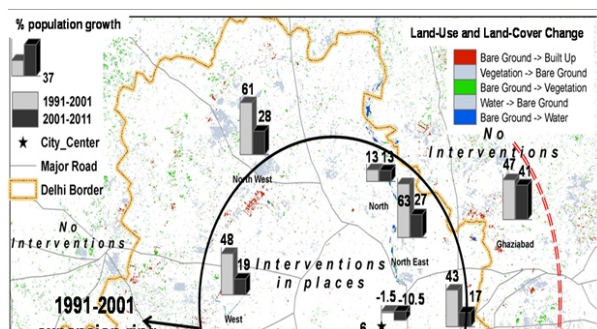 % population growth
37
1991-2001
2001-2011
City_Center
Major Road
Delhi Border
Land-Use and Land-Cover Change
Bare Ground -> Built Up
Vegetation -> Bare Ground
Bare Ground -> Vegetation
Water -> Bare Ground
Bare Ground -> Water
No
Interventions
61
28
North West
13 13
North
63
27
North East
47
41
Ghaziabad
No
Interventions
48
19
West
Interventions
in places
-1.5 -10.5
43
17
6
1991-2001